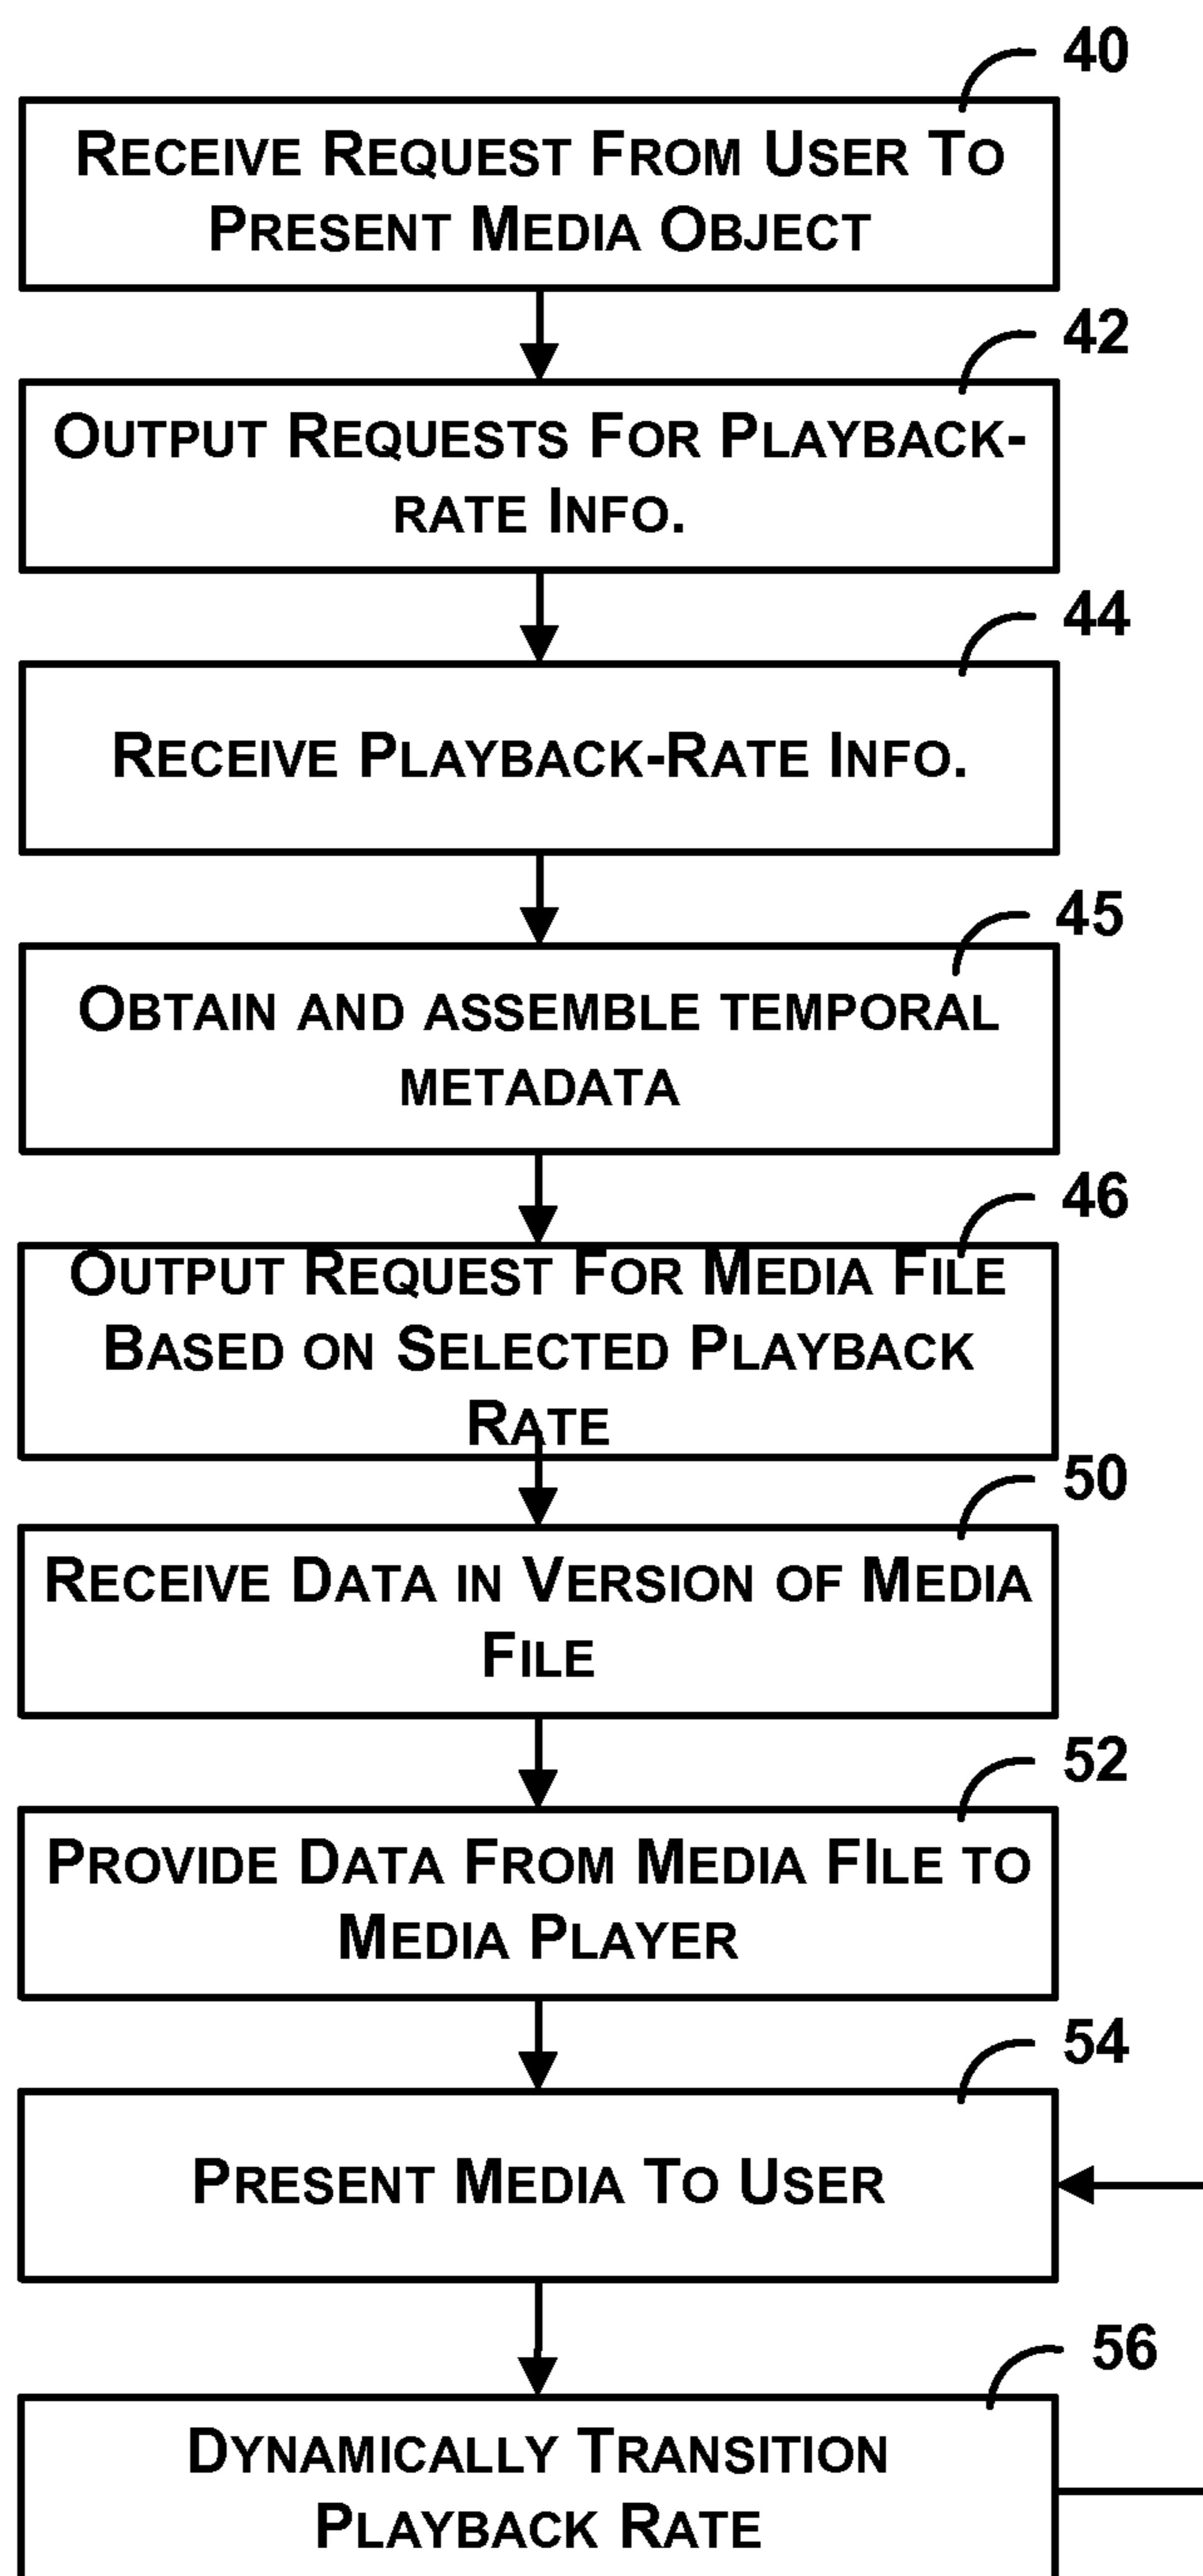 40
RECEIVE REQUEST FROM USER TO
PRESENT MEDIA OBJECT
42
OUTPUT REQUESTS FOR PLAYBACK-
RATE INFO.
44
RECEIVE PLAYBACK-RATE INFO.
45
OBTAIN AND ASSEMBLE TEMPORAL
METADATA
46
OUTPUT REQUEST FOR MEDIA FILE
BASED ON SELECTED PLAYBACK
RATE
50
RECEIVE DATA IN VERSION OF MEDIA
FILE
52
PROVIDE DATA FROM MEDIA FILE TO
MEDIA PLAYER
54
PRESENT MEDIA TO USER
56
DYNAMICALLY TRANSITION
PLAYBACK RATE